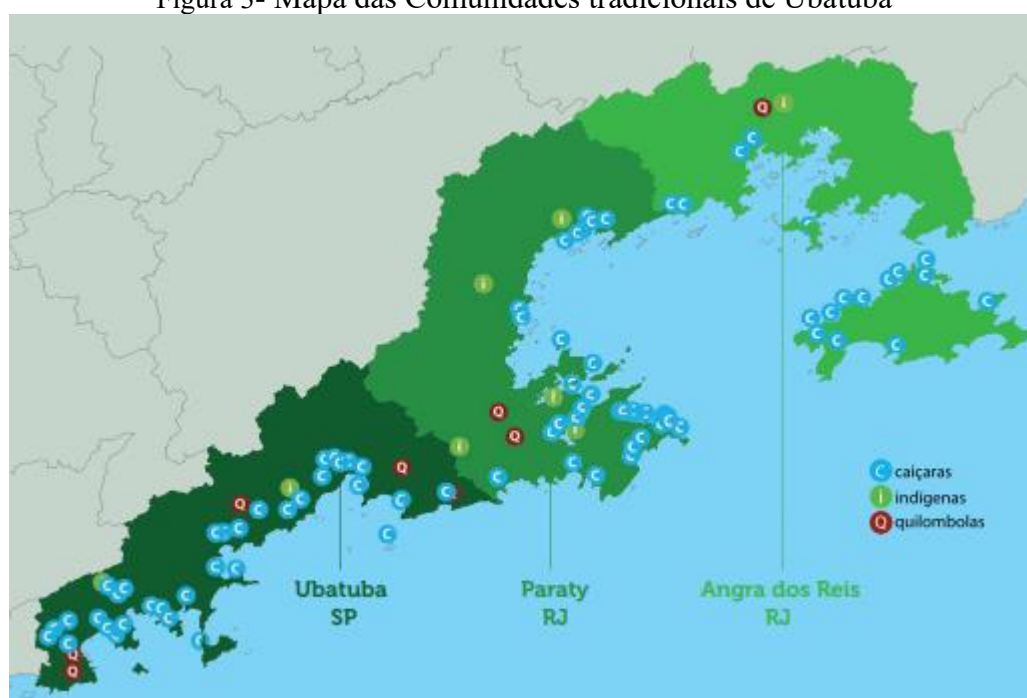 Figura 3- Mapa das Comunidades tradicionais de Ubatuba
C caiçaras
i indígenas
Q quilombolas
Ubatuba
SP
Paraty
RJ
Angra dos Reis
RJ